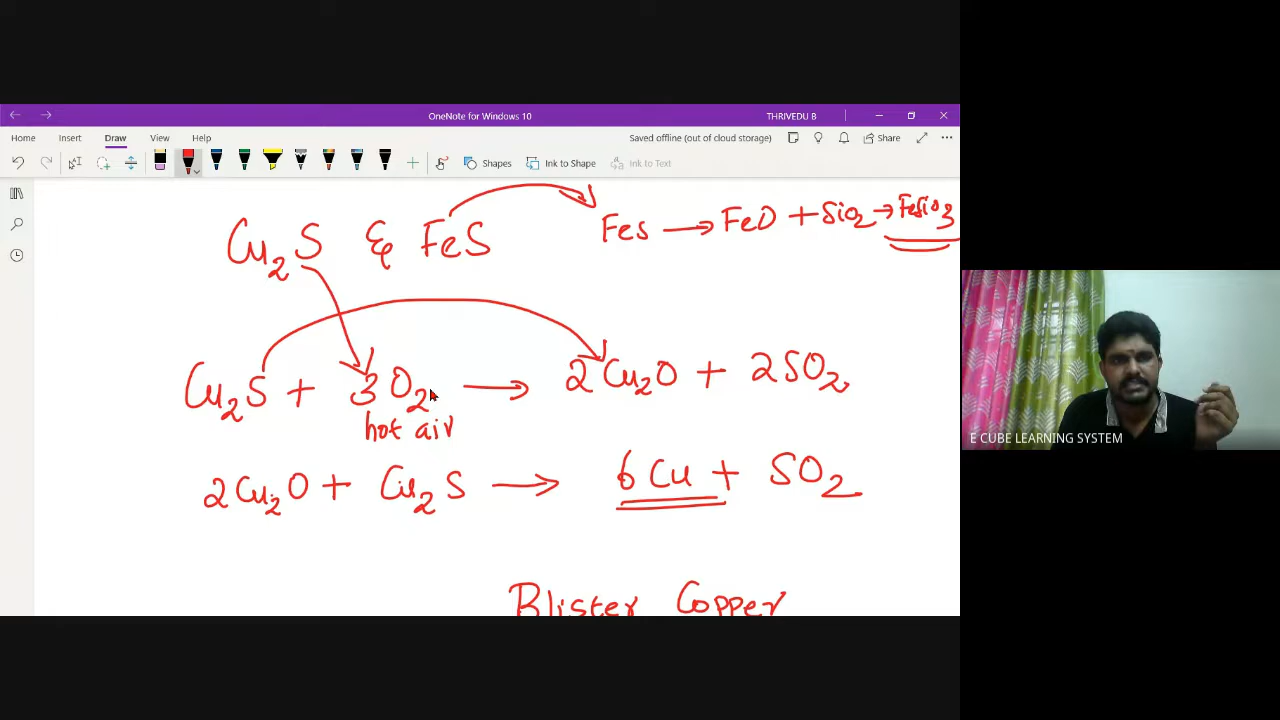 OneNote for Windows 10
THRIVEDU B
Home Insert Draw View Help
Saved offline (out of cloud storage)
Share
Shapes
Ink to Shape
Ink to Text
Cu2S & FeS
FeS → FeO + SiO2 → FeSiO3
Cu2S + 3O2 → 2Cu2O + 2SO2
hot air
2Cu2O + Cu2S → 6Cu + SO2
Blister Copper
E CUBE LEARNING SYSTEM